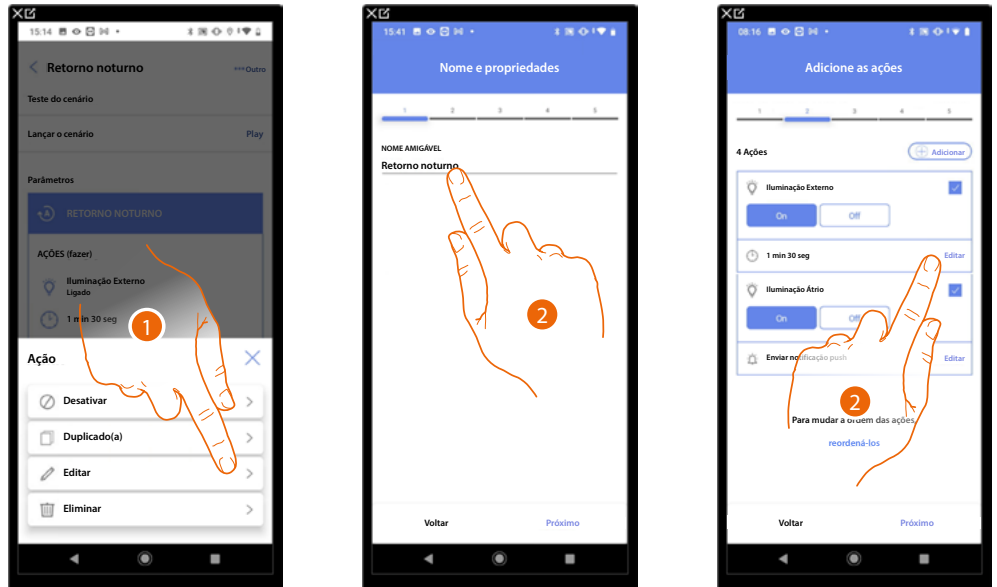 15:14
Retorno noturno
Outro
Teste do cenário
Lançar o cenário
Play
Parâmetros
RETORNO NOTURNO
AÇÕES (fazer)
Iluminação Externo
Ligado
1 min 30 seg
1
Ação
Desativar
Duplicado(a)
Editar
Eliminar
15:41
Nome e propriedades
1 2 3 4 5
NOME AMIGÁVEL
Retorno noturno
2
Voltar
Próximo
08:16
Adicione as ações
1 2 3 4 5
4 Ações
Adicionar
Iluminação Externo
On
Off
1 min 30 seg
Editar
Iluminação Átrio
On
Off
Enviar notificação push
Editar
2
Para mudar a ordem das ações,
reordená-los
Voltar
Próximo